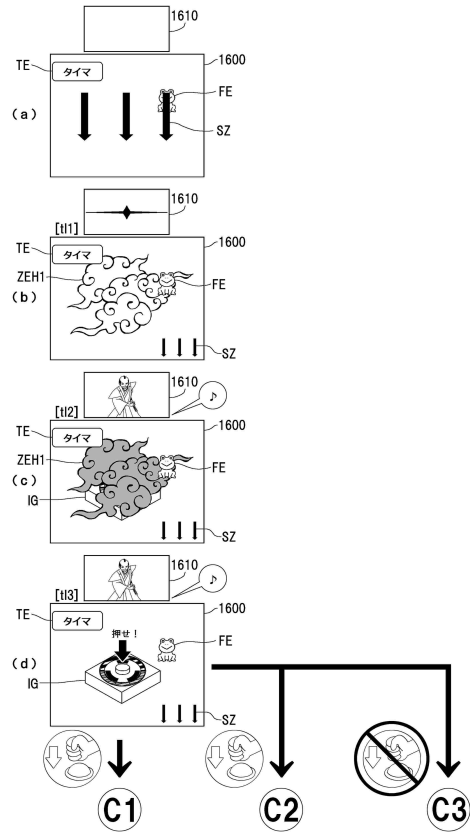 1610
TE
タイマ
1600
FE
(a)
SZ
1610
[tl1]
TE
タイマ
1600
ZEH1
FE
(b)
SZ
1610
♪
[tl2]
TE
タイマ
1600
ZEH1
FE
(c)
IG
SZ
1610
♪
[tl3]
TE
タイマ
1600
押せ!
FE
(d)
IG
SZ
C1
C2
C3